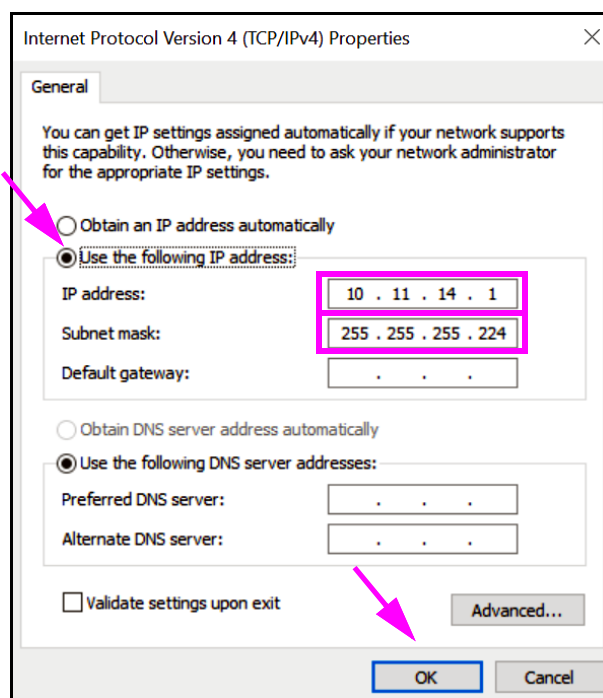 Internet Protocol Version 4 (TCP/IPv4) Properties
General
You can get IP settings assigned automatically if your network supports
this capability. Otherwise, you need to ask your network administrator
for the appropriate IP settings.
Obtain an IP address automatically
Use the following IP address:
IP address: 10 . 11 . 14 . 1
Subnet mask: 255 . 255 . 255 . 224
Default gateway: . . .
Obtain DNS server address automatically
Use the following DNS server addresses:
Preferred DNS server: . . .
Alternate DNS server: . . .
Validate settings upon exit
Advanced...
OK Cancel